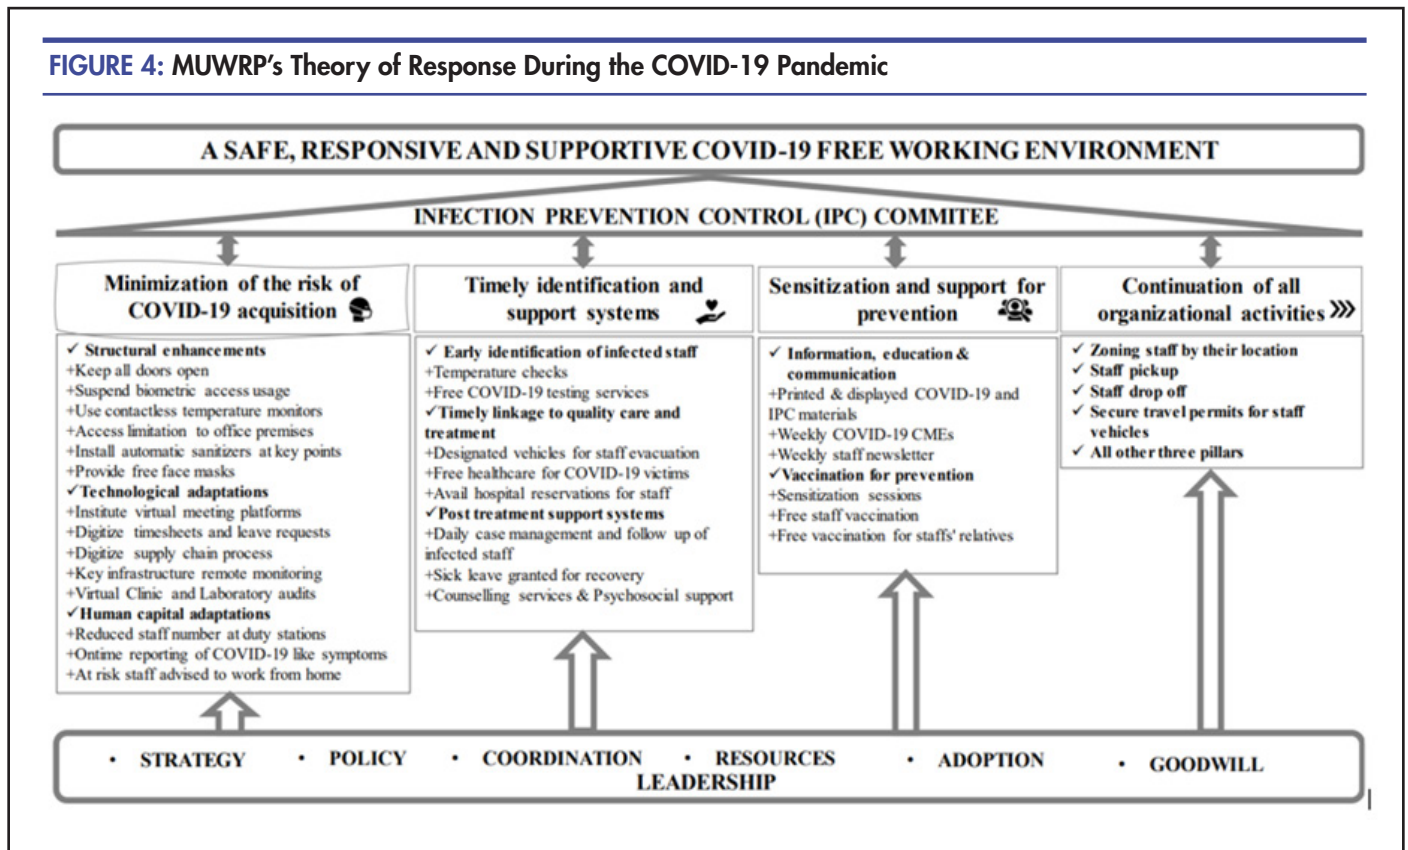 FIGURE 4: MUWRP's Theory of Response During the COVID-19 Pandemic
A SAFE, RESPONSIVE AND SUPPORTIVE COVID-19 FREE WORKING ENVIRONMENT
INFECTION PREVENTION CONTROL (IPC) COMMITEE
Minimization of the risk of
COVID-19 acquisition
✓ Structural enhancements
+Keep all doors open
+Suspend biometric access usage
+Use contactless temperature monitors
+Access limitation to office premises
+Install automatic sanitizers at key points
+Provide free face masks
✓Technological adaptations
+Institute virtual meeting platforms
+Digitize timesheets and leave requests
+Digitize supply chain process
+Key infrastructure remote monitoring
+Virtual Clinic and Laboratory audits
✓Human capital adaptations
+Reduced staff number at duty stations
+Ontime reporting of COVID-19 like symptoms
+At risk staff advised to work from home
Timely identification and
support systems
✓ Early identification of infected staff
+Temperature checks
+Free COVID-19 testing services
✓Timely linkage to quality care and
treatment
+Designated vehicles for staff evacuation
+Free healthcare for COVID-19 victims
+Avail hospital reservations for staff
✓Post treatment support systems
+Daily case management and follow up of
infected staff
+Sick leave granted for recovery
+Counselling services & Psychosocial support
Sensitization and support for
prevention
✓ Information, education &
communication
+Printed & displayed COVID-19 and
IPC materials
+Weekly COVID-19 CMEs
+Weekly staff newsletter
✓Vaccination for prevention
+Sensitization sessions
+Free staff vaccination
+Free vaccination for staffs' relatives
Continuation of all
organizational activities
✓ Zoning staff by their location
✓ Staff pickup
✓ Staff drop off
✓ Secure travel permits for staff
vehicles
✓ All other three pillars
• STRATEGY • POLICY • COORDINATION • RESOURCES • ADOPTION • GOODWILL
LEADERSHIP